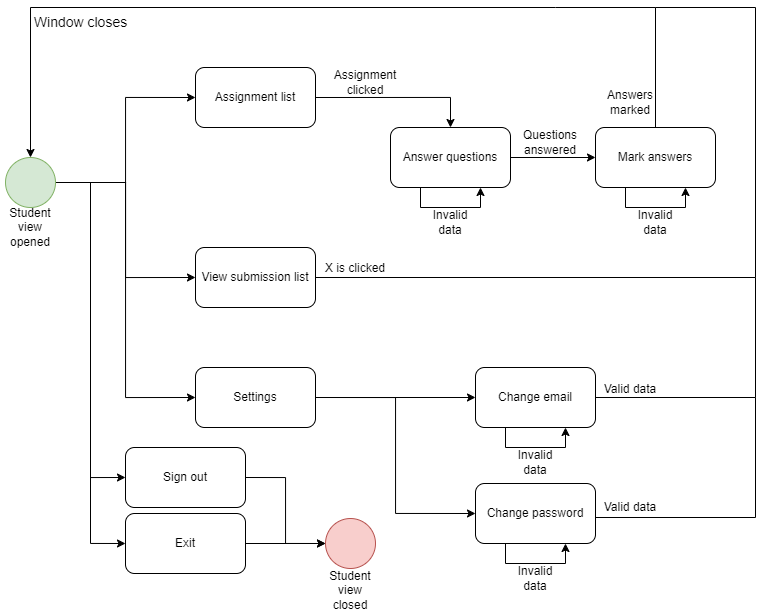 Window closes
Assignment list
Assignment
clicked
Answer questions
Invalid
data
Questions
answered
Mark answers
Invalid
data
Answers
marked
Student
view
opened
View submission list
X is clicked
Settings
Change email
Valid data
Invalid
data
Change password
Valid data
Invalid
data
Sign out
Exit
Student
view
closed